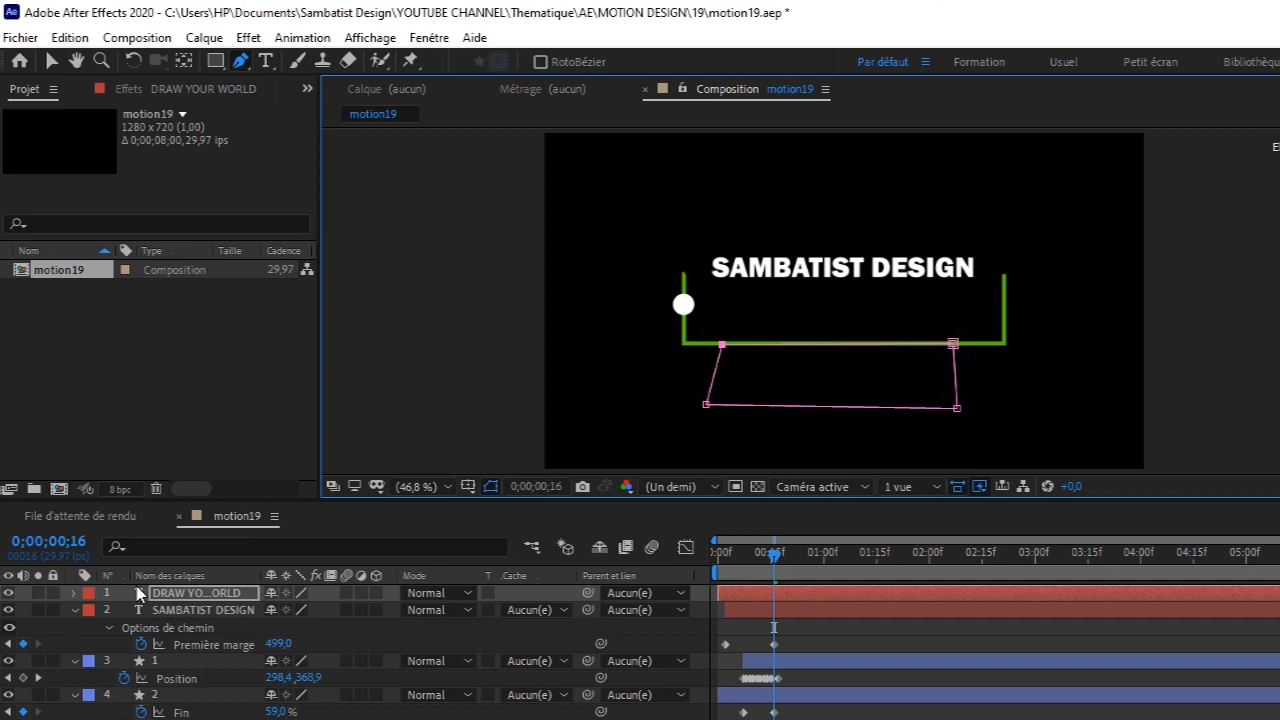 Adobe After Effects 2020 - C:\Users\HP\Documents\Sambatist Design\YOUTUBE CHANNEL\Thematique\AE\MOTION DESIGN\19\motion19.aep *
Fichier Edition Composition Calque Effet Animation Affichage Fenêtre Aide
RotoBézier Par défaut Formation Usuel Petit écran Bibliothèqu
Projet Effets DRAW YOUR WORLD Calque (aucun) Métrage (aucun) Composition motion19
motion19
motion19
1280 x 720 (1,00)
Δ 0;00;08;00, 29,97 ips
SAMBATIST DESIGN
Nom Type Taille Cadence
motion19 Composition 29,97
8 bpc (46,8 %) 0;00;00;16 (Un demi) Caméra active 1 vue +0,0
File d'attente de rendu motion19
0;00;00;16
00016 (29.97 ips)
:00f 01:00f 01:15f 02:00f 02:15f 03:00f 03:15f 04:00f 04:15f 05:00f
N° Nom des calques Mode T .Cache Parent et lien
1 DRAW YO...ORLD Normal Aucun(e)
2 T SAMBATIST DESIGN Normal Aucun(e) Aucun(e)
Options de chemin
Première marge 499,0
3 1 Normal Aucun(e) Aucun(e)
Position 298,4,368,9
4 2 Normal Aucun(e) Aucun(e)
Fin 59,0 %